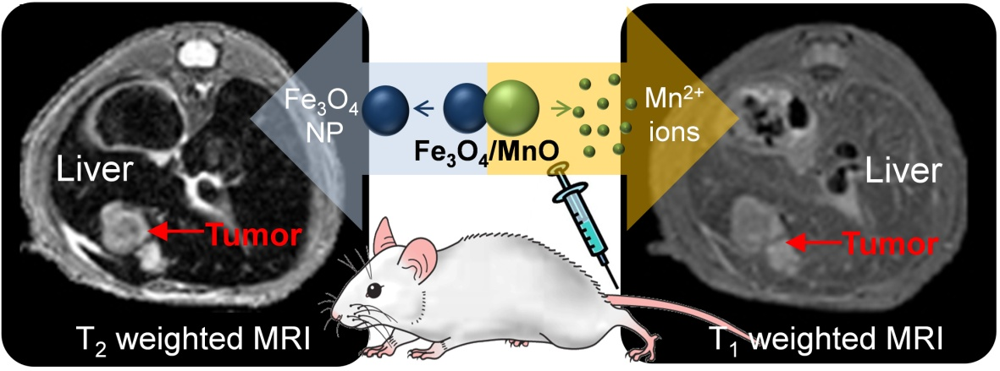 Fe₃O₄
NP
Fe₃O₄/MnO
Mn²⁺
ions
Liver
Tumor
T₂ weighted MRI
Liver
Tumor
T₁ weighted MRI